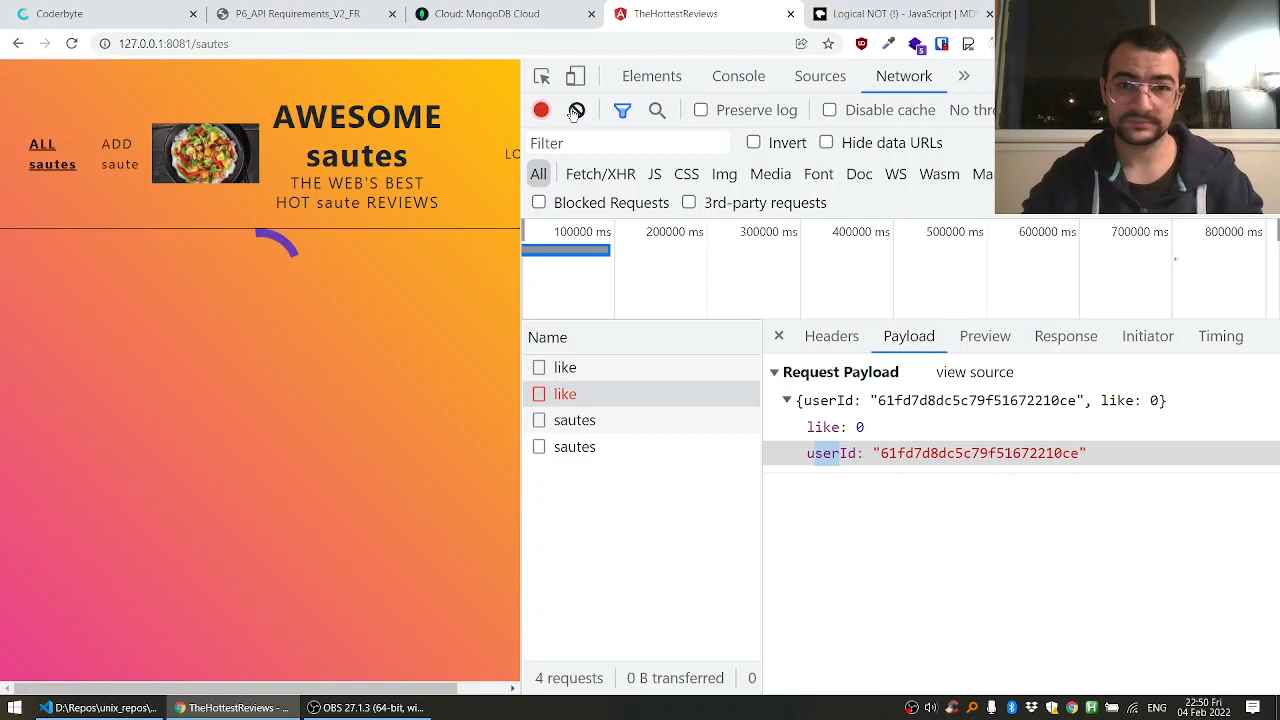 Coderbyte
P6_API Requirements_V2_FR
Cloud: MongoDB Cloud
TheHottestReviews
Logical NOT (!) - JavaScript | MDN
127.0.0.1:8081/sautes
ALL
sautes
ADD
saute
AWESOME
sautes
THE WEB'S BEST
HOT saute REVIEWS
LO
Elements
Console
Sources
Network
Preserve log
Disable cache
No thro
Filter
Invert
Hide data URLs
All
Fetch/XHR
JS
CSS
Img
Media
Font
Doc
WS
Wasm
Man
Blocked Requests
3rd-party requests
100000 ms
200000 ms
300000 ms
400000 ms
500000 ms
600000 ms
700000 ms
800000 ms
Name
like
like
sautes
sautes
Headers
Payload
Preview
Response
Initiator
Timing
Request Payload
view source
{userId: "61fd7d8dc5c79f51672210ce", like: 0}
like: 0
userId: "61fd7d8dc5c79f51672210ce"
4 requests
0 B transferred
0
D:\Repos\unix_repos/\...
TheHottestReviews - ...
OBS 27.1.3 (64-bit, wi...
ENG
22:50 Fri
04 Feb 2022